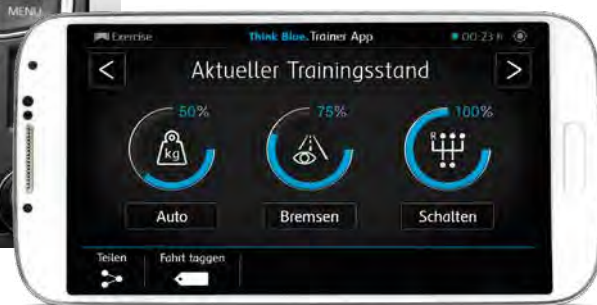 MENU
Exercise
Think Blue. Trainer App
00:23 h
Aktueller Trainingsstand
50%
75%
100%
kg
R
Auto
Bremsen
Schalten
Teilen
Fahrt taggen